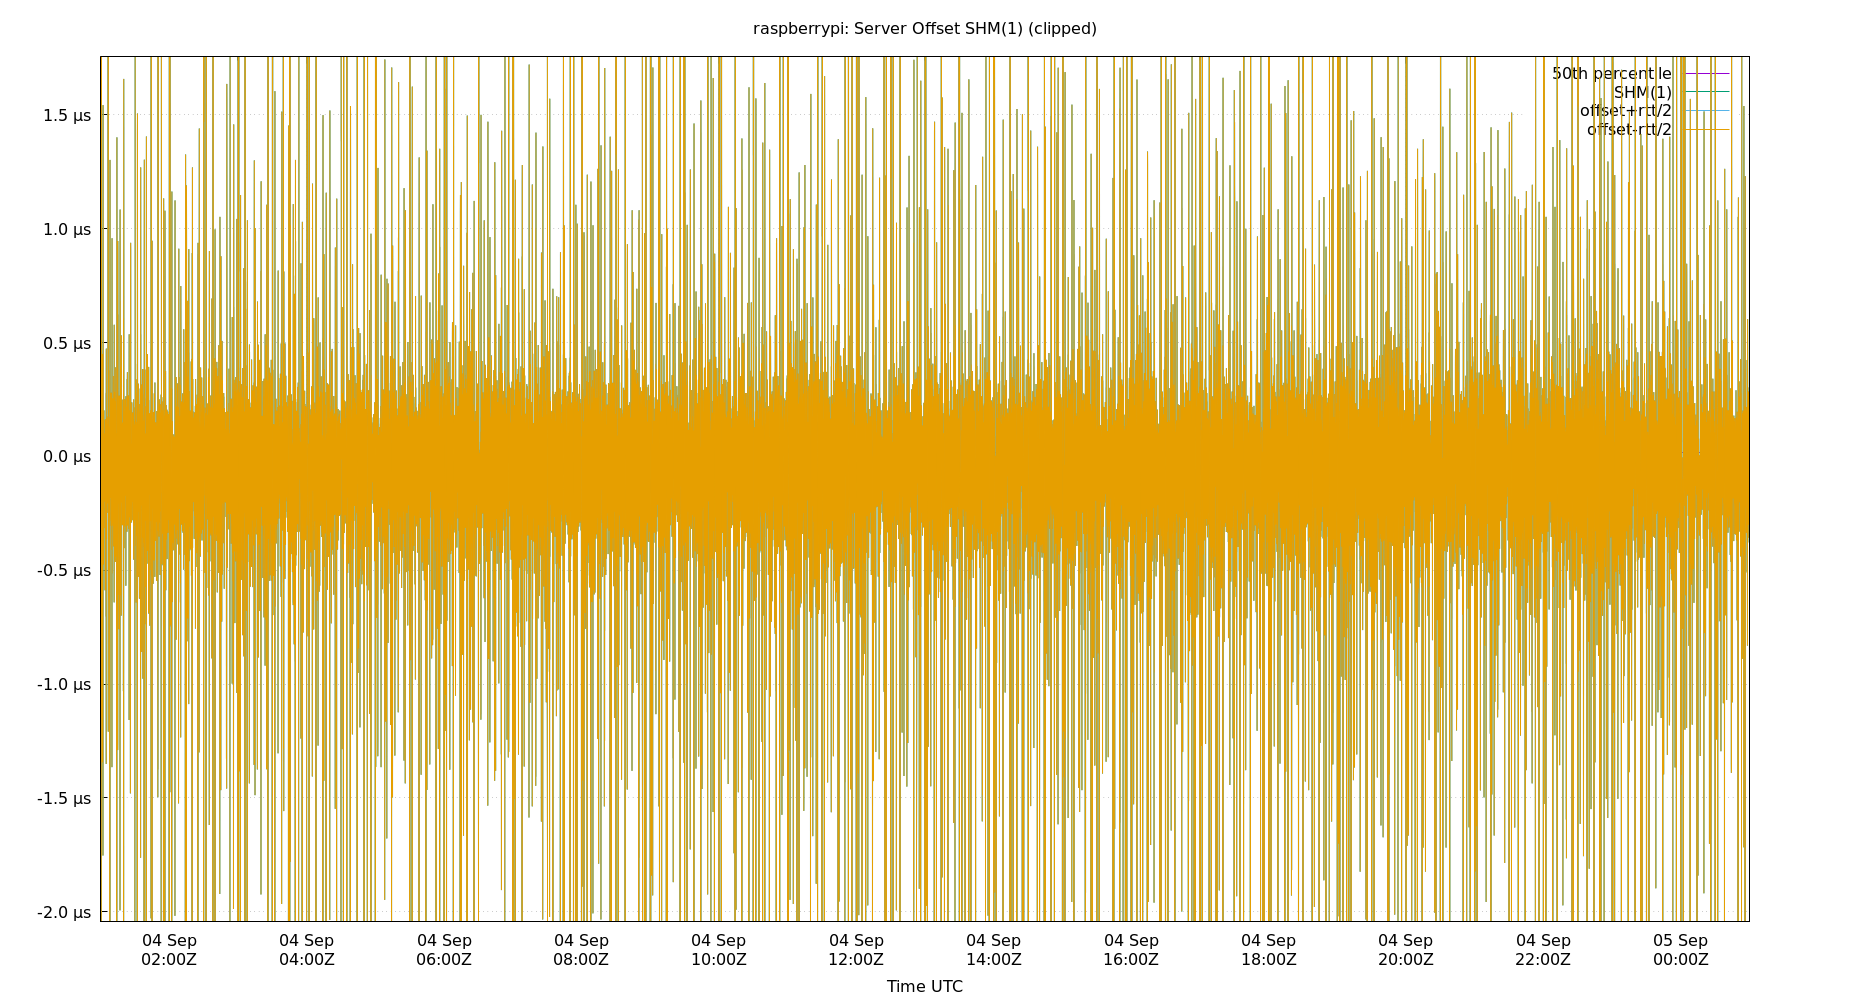 raspberrypi: Server Offset SHM(1) (clipped)
50th percentile
SHM(1)
offset+rtt/2
offset-rtt/2
1.5 µs
1.0 µs
0.5 µs
0.0 µs
-0.5 µs
-1.0 µs
-1.5 µs
-2.0 µs
04 Sep 04 Sep 04 Sep 04 Sep 04 Sep 04 Sep 04 Sep 04 Sep 04 Sep 04 Sep 04 Sep 05 Sep
02:00Z 04:00Z 06:00Z 08:00Z 10:00Z 12:00Z 14:00Z 16:00Z 18:00Z 20:00Z 22:00Z 00:00Z
Time UTC